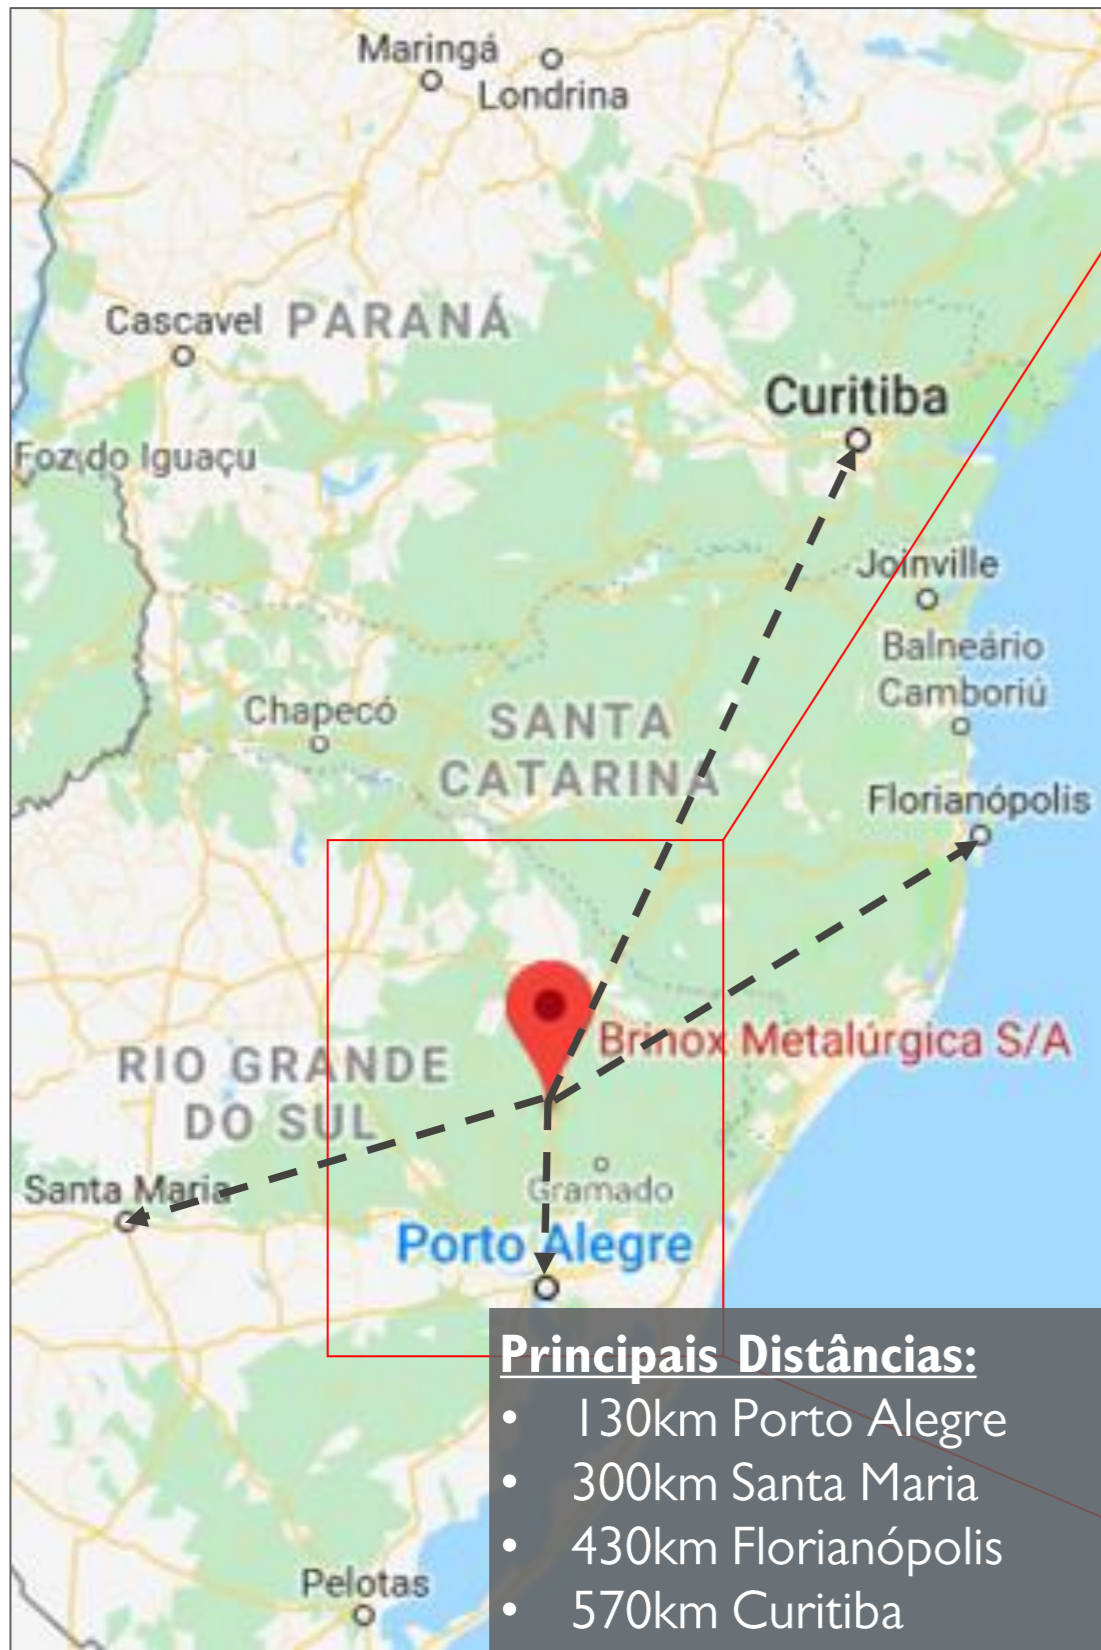 Maringá
Londrina
Cascavel
PARANÁ
Curitiba
Foz do Iguaçu
Joinville
Balneário
Camboriú
Chapecó
SANTA
CATARINA
Florianópolis
Brinox Metalúrgica S/A
RIO GRANDE
DO SUL
Santa Maria
Gramado
Porto Alegre
Principais Distâncias:
• 130km Porto Alegre
• 300km Santa Maria
• 430km Florianópolis
• 570km Curitiba
Pelotas